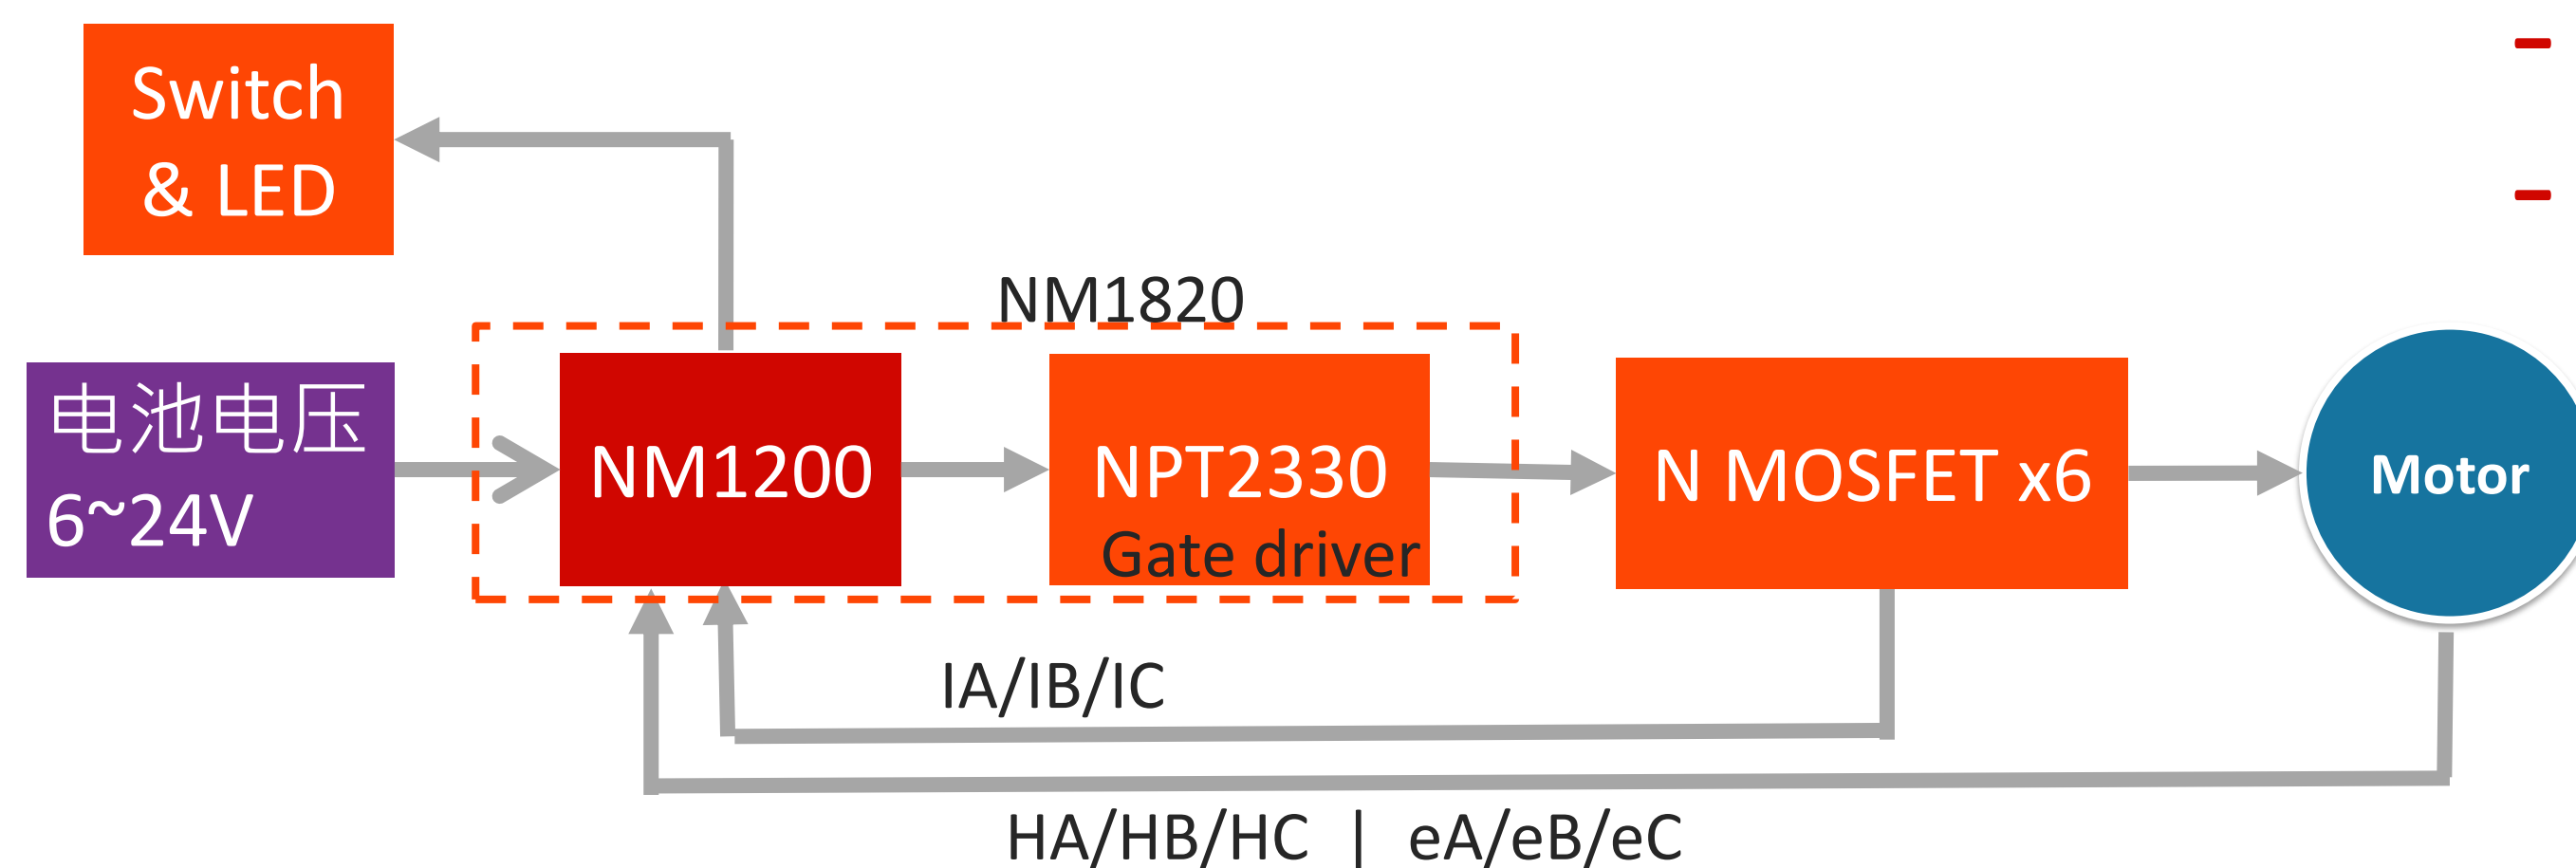 Switch
& LED
NM1820
电池电压
6~24V
NM1200
NPT2330
Gate driver
N MOSFET x6
Motor
IA/IB/IC
HA/HB/HC | eA/eB/eC